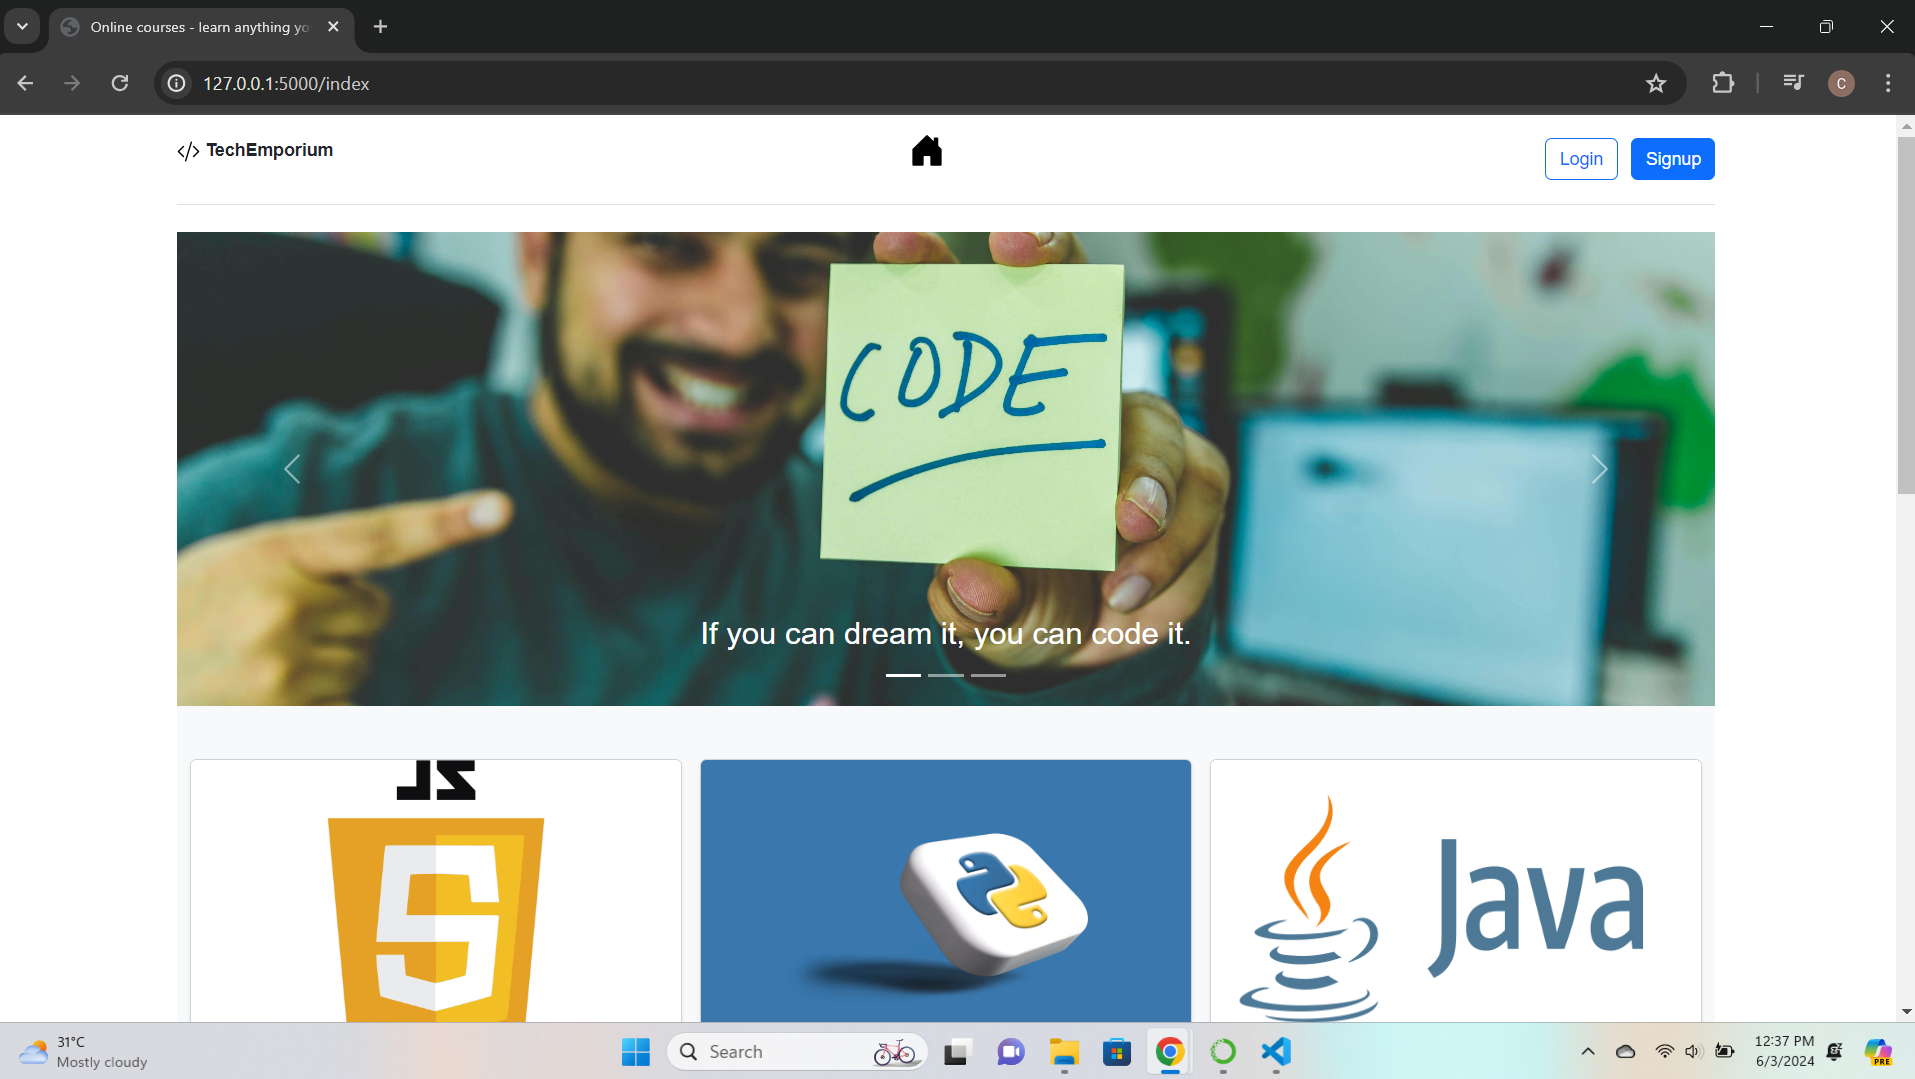 Online courses - learn anything yo
127.0.0.1:5000/index
C
</> TechEmporium
Login
Signup
CODE
If you can dream it, you can code it.
JS
5
Java
31°C
Mostly cloudy
Search
12:37 PM
6/3/2024
PRE